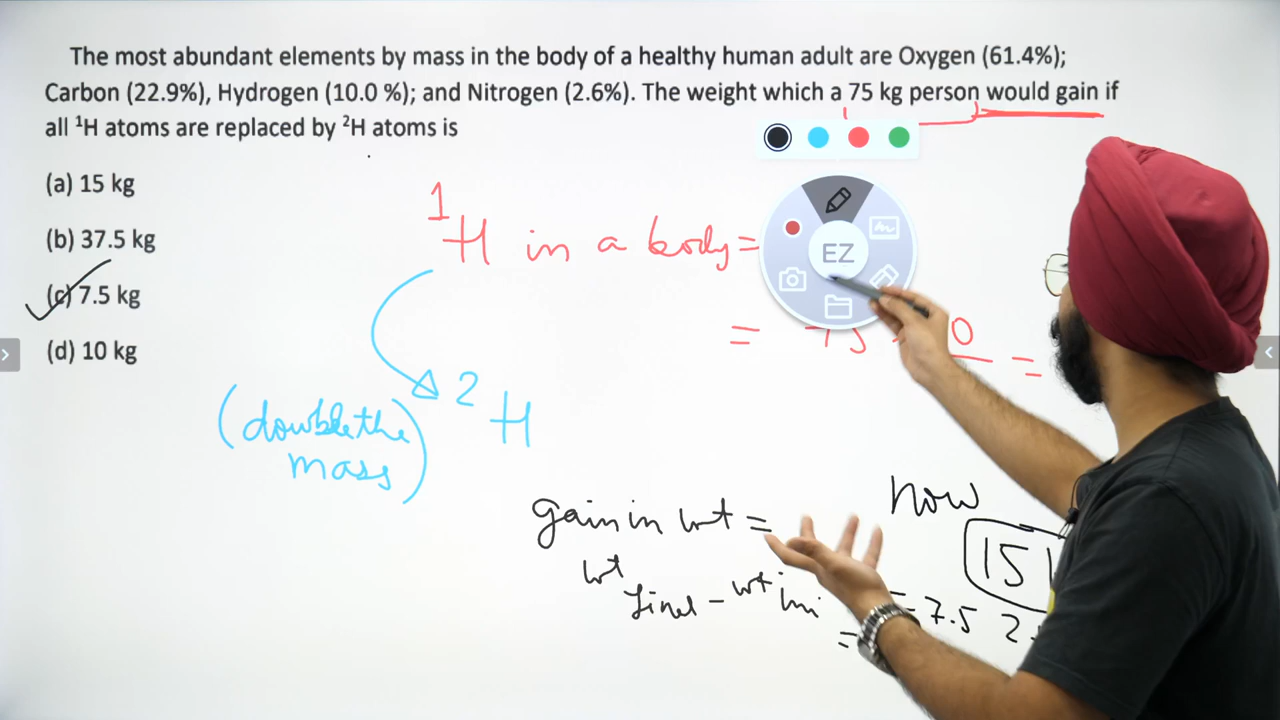 The most abundant elements by mass in the body of a healthy human adult are Oxygen (61.4%);
Carbon (22.9%), Hydrogen (10.0 %); and Nitrogen (2.6%). The weight which a 75 kg person would gain if
all ¹H atoms are replaced by ²H atoms is
(a) 15 kg
(b) 37.5 kg
(c) 7.5 kg
(d) 10 kg
¹H in a body =
EZ
= 75
0
=
²H
(double the
mass)
gain in wt =
wt final - wt ini
now
15
= 7.5
2
=